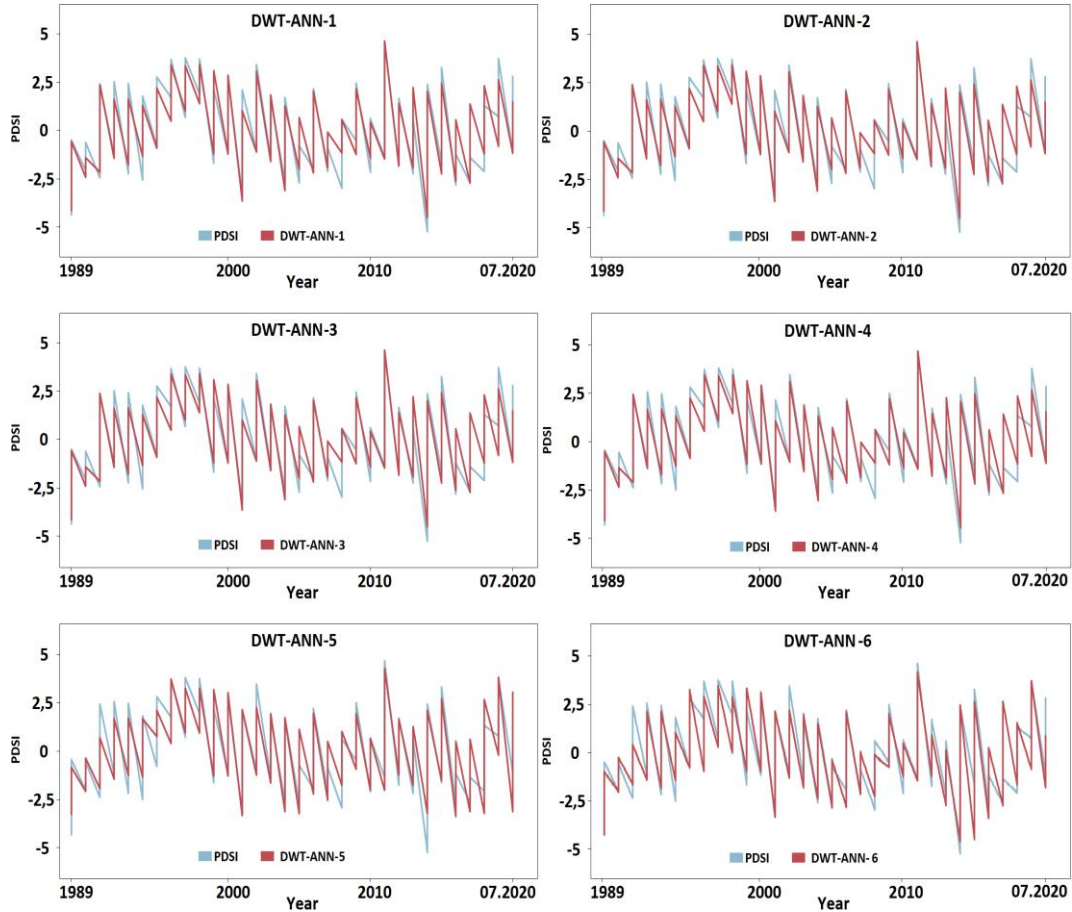 DWT-ANN-1
PDSI
5
2,5
0
-2,5
-5
PDSI DWT-ANN-1
1989 2000 2010 07.2020
Year
DWT-ANN-2
PDSI
5
2,5
0
-2,5
-5
PDSI DWT-ANN-2
1989 2000 2010 07.2020
Year
DWT-ANN-3
PDSI
5
2,5
0
-2,5
-5
PDSI DWT-ANN-3
1989 2000 2010 07.2020
Year
DWT-ANN-4
PDSI
5
2,5
0
-2,5
-5
PDSI DWT-ANN-4
1989 2000 2010 07.2020
Year
DWT-ANN-5
PDSI
5
2,5
0
-2,5
-5
PDSI DWT-ANN-5
1989 2000 2010 07.2020
Year
DWT-ANN-6
PDSI
5
2,5
0
-2,5
-5
PDSI DWT-ANN-6
1989 2000 2010 07.2020
Year